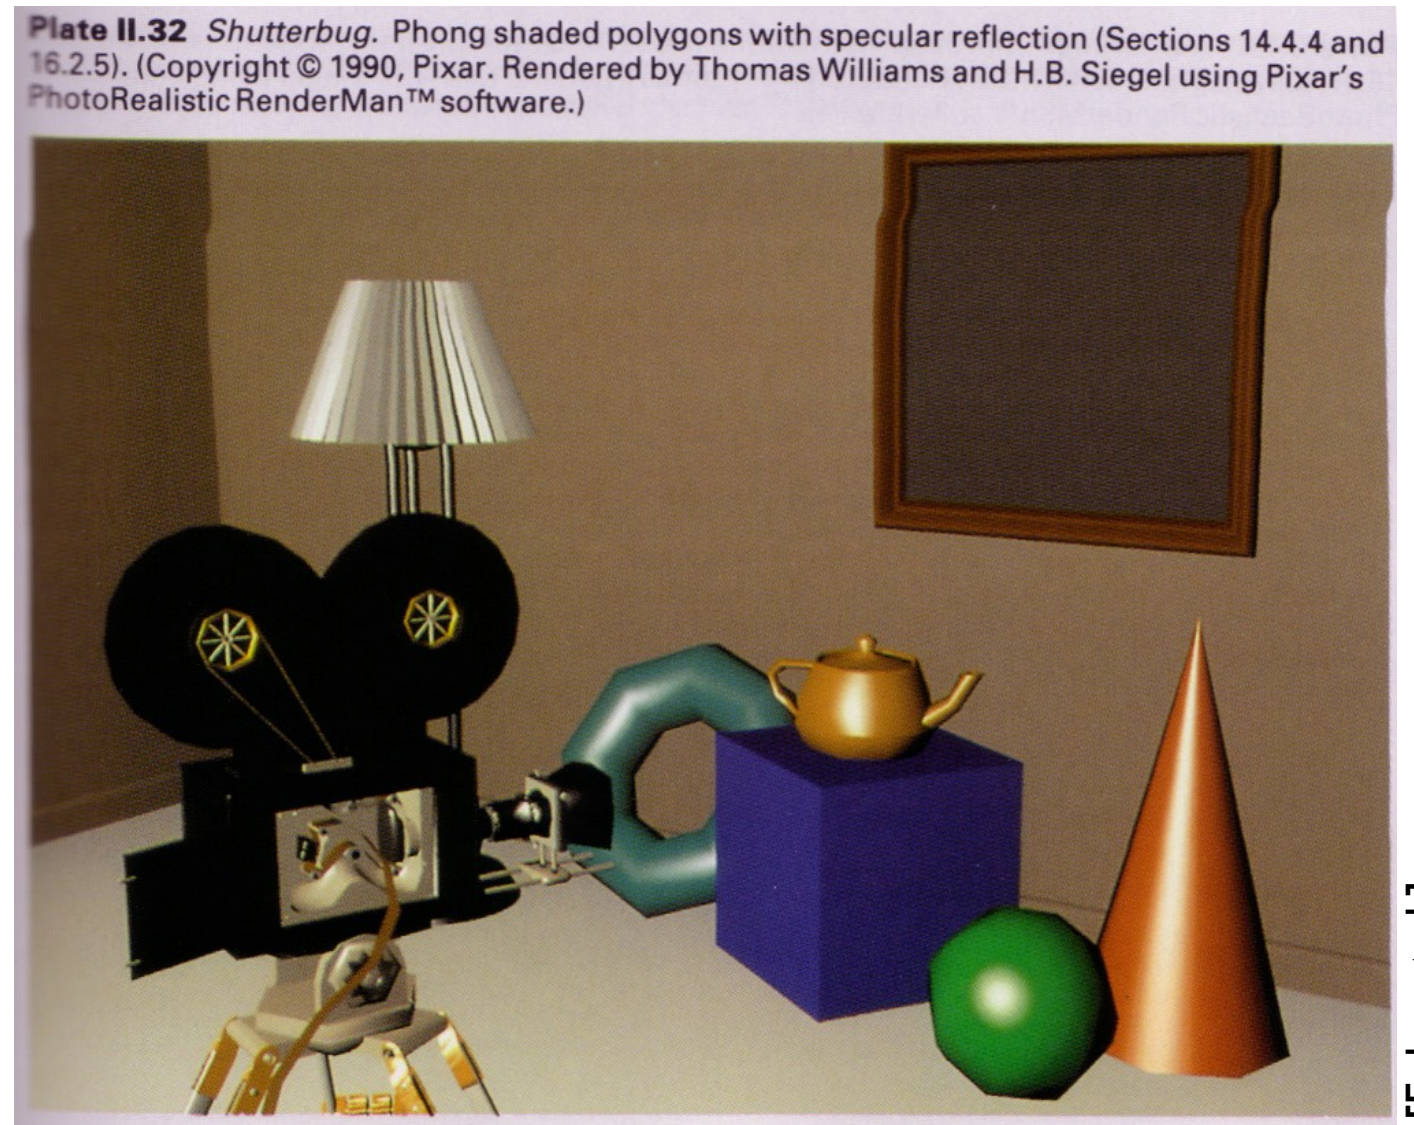 Plate II.32 Shutterbug. Phong shaded polygons with specular reflection (Sections 14.4.4 and
16.2.5). (Copyright © 1990, Pixar. Rendered by Thomas Williams and H.B. Siegel using Pixar's
PhotoRealistic RenderMan™ software.)